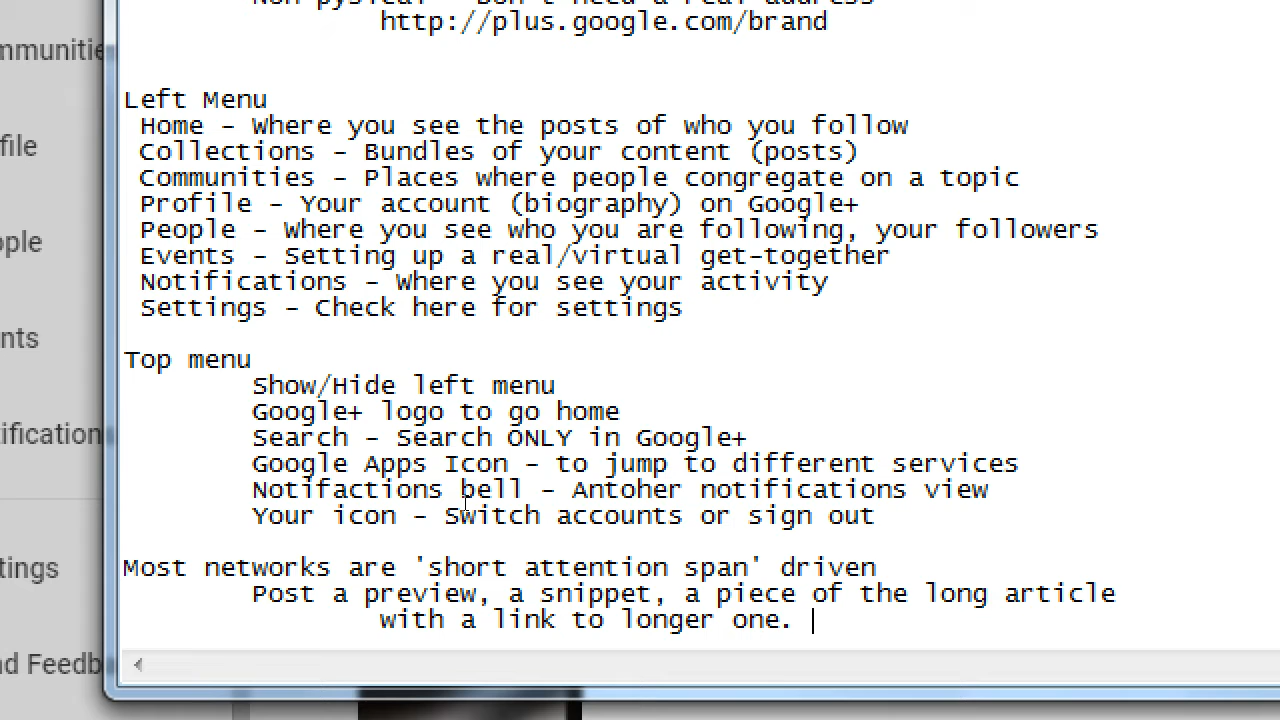 http://plus.google.com/brand
Left Menu
Home – Where you see the posts of who you follow
Collections – Bundles of your content (posts)
Communities – Places where people congregate on a topic
Profile – Your account (biography) on Google+
People – Where you see who you are following, your followers
Events – Setting up a real/virtual get-together
Notifications – Where you see your activity
Settings – Check here for settings
Top menu
Show/Hide left menu
Google+ logo to go home
Search – Search ONLY in Google+
Google Apps Icon – to jump to different services
Notifactions bell – Antoher notifications view
Your icon – Switch accounts or sign out
Most networks are 'short attention span' driven
Post a preview, a snippet, a piece of the long article
with a link to longer one.